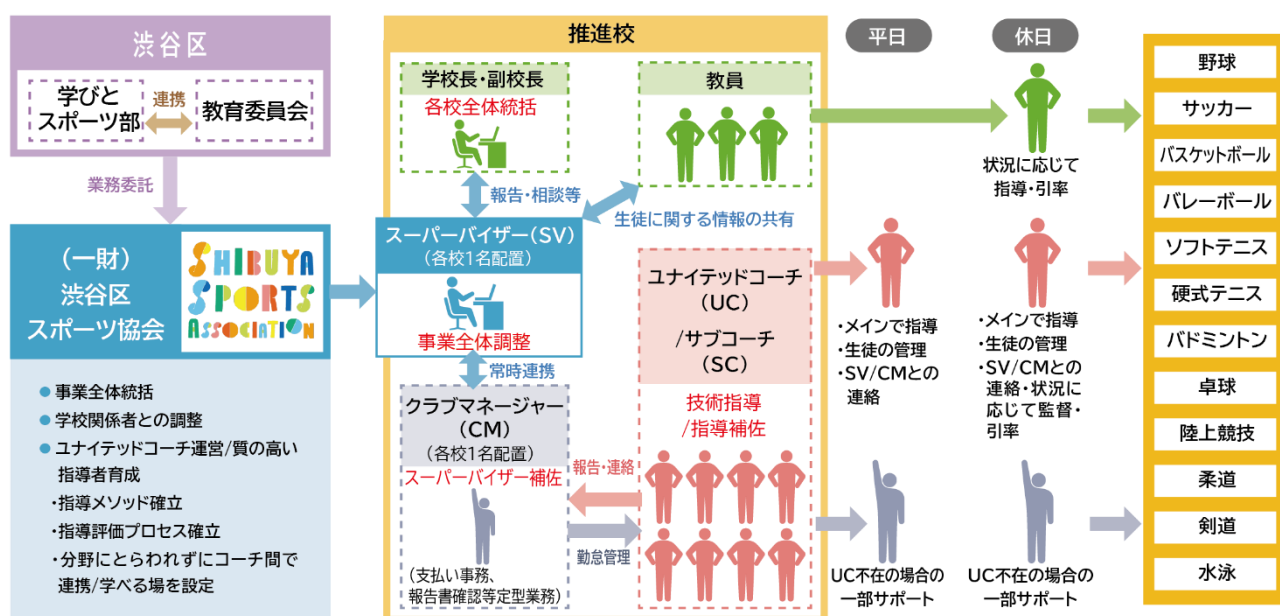 渋谷区
学びと
スポーツ部
連携
教育委員会
業務委託
(一財)
渋谷区
スポーツ協会
SHIBUYA
SPORTS
ASSOCIATION
● 事業全体統括
● 学校関係者との調整
● ユナイテッドコーチ運営/質の高い
指導者育成
・指導メソッド確立
・指導評価プロセス確立
・分野にとらわれずにコーチ間で
連携/学べる場を設定
推進校
学校長・副校長
各校全体統括
教員
報告・相談等
生徒に関する情報の共有
スーパーバイザー(SV)
(各校1名配置)
事業全体調整
常時連携
クラブマネージャー
(CM)
(各校1名配置)
スーパーバイザー補佐
(支払い事務、
報告書確認等定型業務)
報告・連絡
勤怠管理
ユナイテッドコーチ
(UC)
/サブコーチ
(SC)
技術指導
/指導補佐
平日
・メインで指導
・生徒の管理
・SV/CMとの
連絡
UC不在の場合の
一部サポート
休日
状況に応じて
指導・引率
・メインで指導
・生徒の管理
・SV/CMとの
連絡・状況に
応じて監督・
引率
UC不在の場合の
一部サポート
野球
サッカー
バスケットボール
バレーボール
ソフトテニス
硬式テニス
バドミントン
卓球
陸上競技
柔道
剣道
水泳